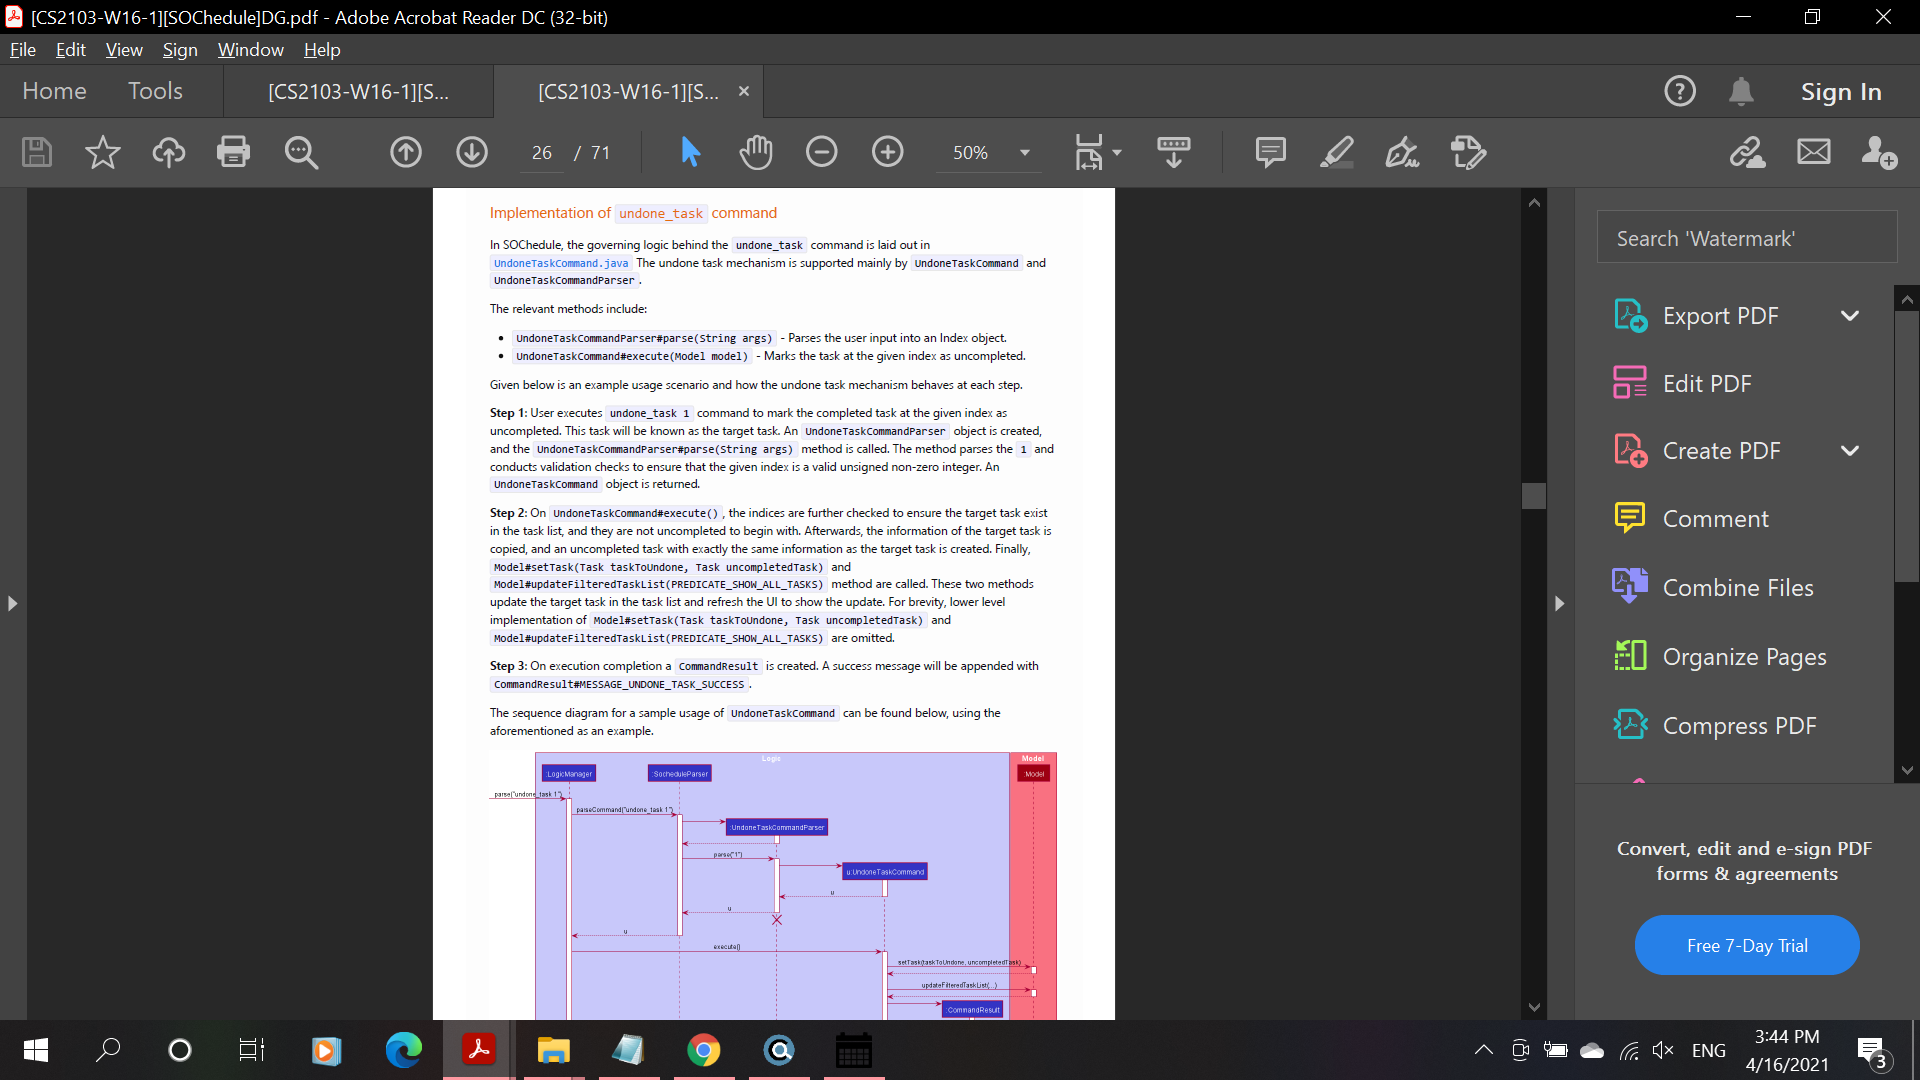 [CS2103-W16-1][SOChedule]DG.pdf - Adobe Acrobat Reader DC (32-bit)
File Edit View Sign Window Help
Home Tools [CS2103-W16-1][S... [CS2103-W16-1][S... × Sign In
26 / 71 50%
Implementation of undone_task command
In SOChedule, the governing logic behind the undone_task command is laid out in
UndoneTaskCommand.java The undone task mechanism is supported mainly by UndoneTaskCommand and
UndoneTaskCommandParser .
The relevant methods include:
• UndoneTaskCommandParser#parse(String args) - Parses the user input into an Index object.
• UndoneTaskCommand#execute(Model model) - Marks the task at the given index as uncompleted.
Given below is an example usage scenario and how the undone task mechanism behaves at each step.
Step 1: User executes undone_task 1 command to mark the completed task at the given index as
uncompleted. This task will be known as the target task. An UndoneTaskCommandParser object is created,
and the UndoneTaskCommandParser#parse(String args) method is called. The method parses the 1 and
conducts validation checks to ensure that the given index is a valid unsigned non-zero integer. An
UndoneTaskCommand object is returned.
Step 2: On UndoneTaskCommand#execute() , the indices are further checked to ensure the target task exist
in the task list, and they are not uncompleted to begin with. Afterwards, the information of the target task is
copied, and an uncompleted task with exactly the same information as the target task is created. Finally,
Model#setTask(Task taskToUndone, Task uncompletedTask) and
Model#updateFilteredTaskList(PREDICATE_SHOW_ALL_TASKS) method are called. These two methods
update the target task in the task list and refresh the UI to show the update. For brevity, lower level
implementation of Model#setTask(Task taskToUndone, Task uncompletedTask) and
Model#updateFilteredTaskList(PREDICATE_SHOW_ALL_TASKS) are omitted.
Step 3: On execution completion a CommandResult is created. A success message will be appended with
CommandResult#MESSAGE_UNDONE_TASK_SUCCESS .
The sequence diagram for a sample usage of UndoneTaskCommand can be found below, using the
aforementioned as an example.
Logic Model
:LogicManager :SocheduleParser :Model
parse("undone_task 1")
parseCommand("undone_task 1")
:UndoneTaskCommandParser
parse("1")
u:UndoneTaskCommand
u
u
u
execute()
setTask(taskToUndone, uncompletedTask)
updateFilteredTaskList(...)
:CommandResult
Search 'Watermark'
Export PDF
Edit PDF
Create PDF
Comment
Combine Files
Organize Pages
Compress PDF
Convert, edit and e-sign PDF
forms & agreements
Free 7-Day Trial
ENG
3:44 PM
4/16/2021
3